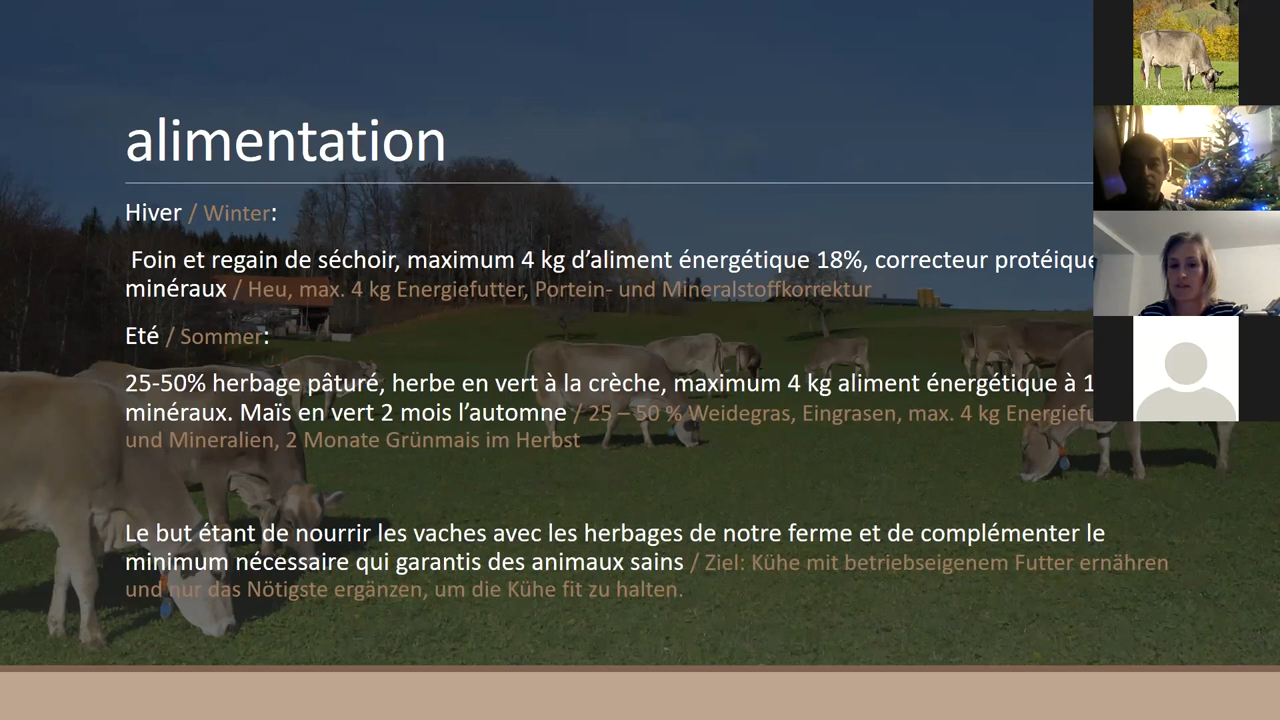 alimentation
Hiver / Winter:
Foin et regain de séchoir, maximum 4 kg d’aliment énergétique 18%, correcteur protéique
minéraux / Heu, max. 4 kg Energiefutter, Portein- und Mineralstoffkorrektur
Eté / Sommer:
25-50% herbage pâturé, herbe en vert à la crèche, maximum 4 kg aliment énergétique à 1
minéraux. Maïs en vert 2 mois l’automne / 25 – 50 % Weidegras, Eingrasen, max. 4 kg Energiefu
und Mineralien, 2 Monate Grünmais im Herbst
Le but étant de nourrir les vaches avec les herbages de notre ferme et de complémenter le
minimum nécessaire qui garantis des animaux sains / Ziel: Kühe mit betriebseigenem Futter ernähren
und nur das Nötigste ergänzen, um die Kühe fit zu halten.